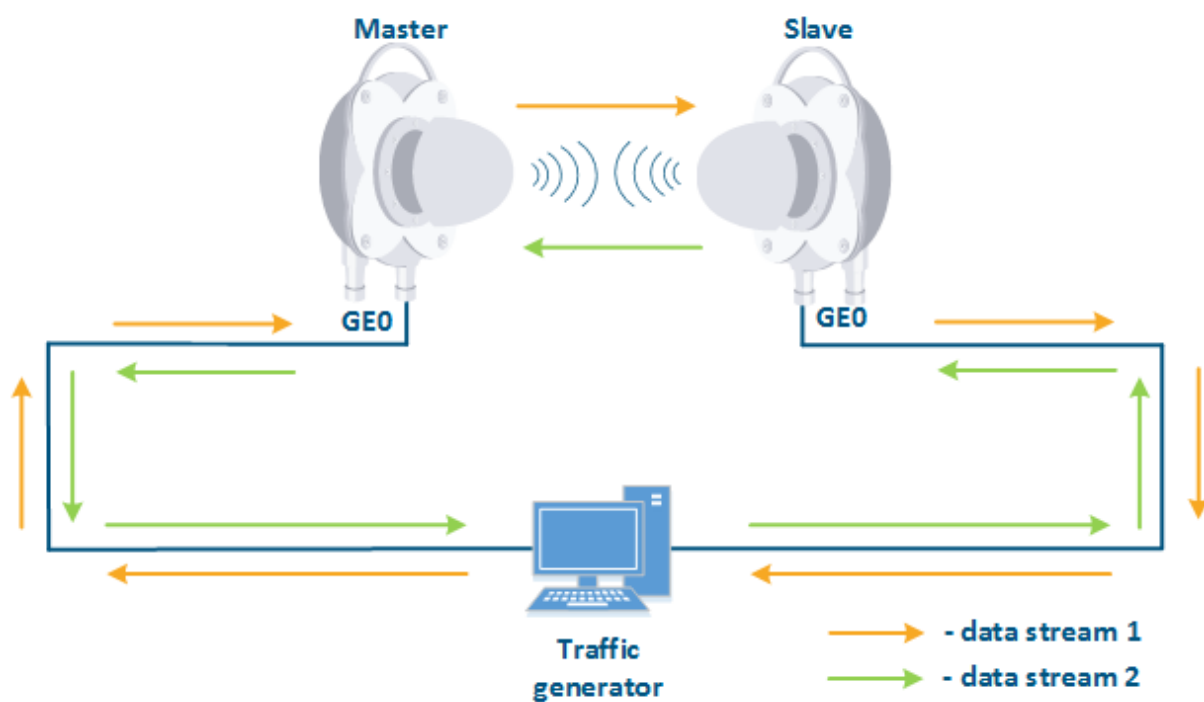 Master
Slave
GE0
GE0
Traffic
generator
- data stream 1
- data stream 2